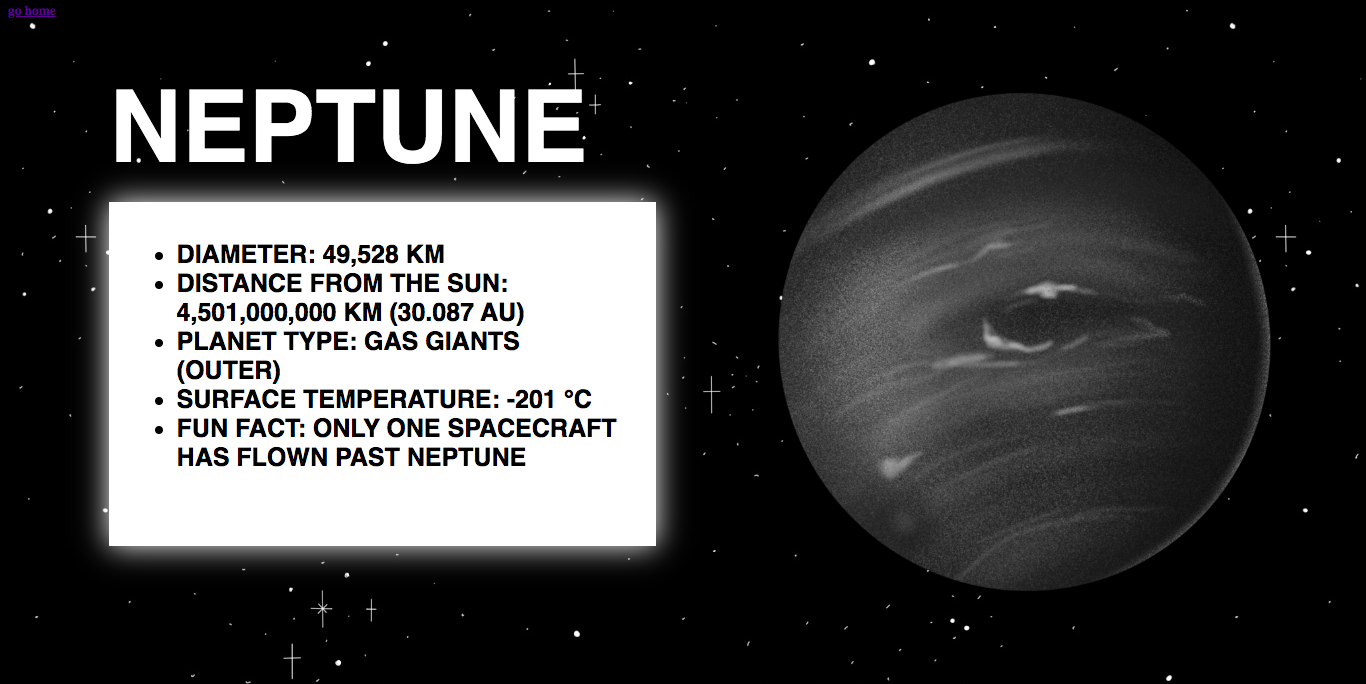 go home
NEPTUNE
• DIAMETER: 49,528 KM
• DISTANCE FROM THE SUN:
4,501,000,000 KM (30.087 AU)
• PLANET TYPE: GAS GIANTS
(OUTER)
• SURFACE TEMPERATURE: -201 °C
• FUN FACT: ONLY ONE SPACECRAFT
HAS FLOWN PAST NEPTUNE